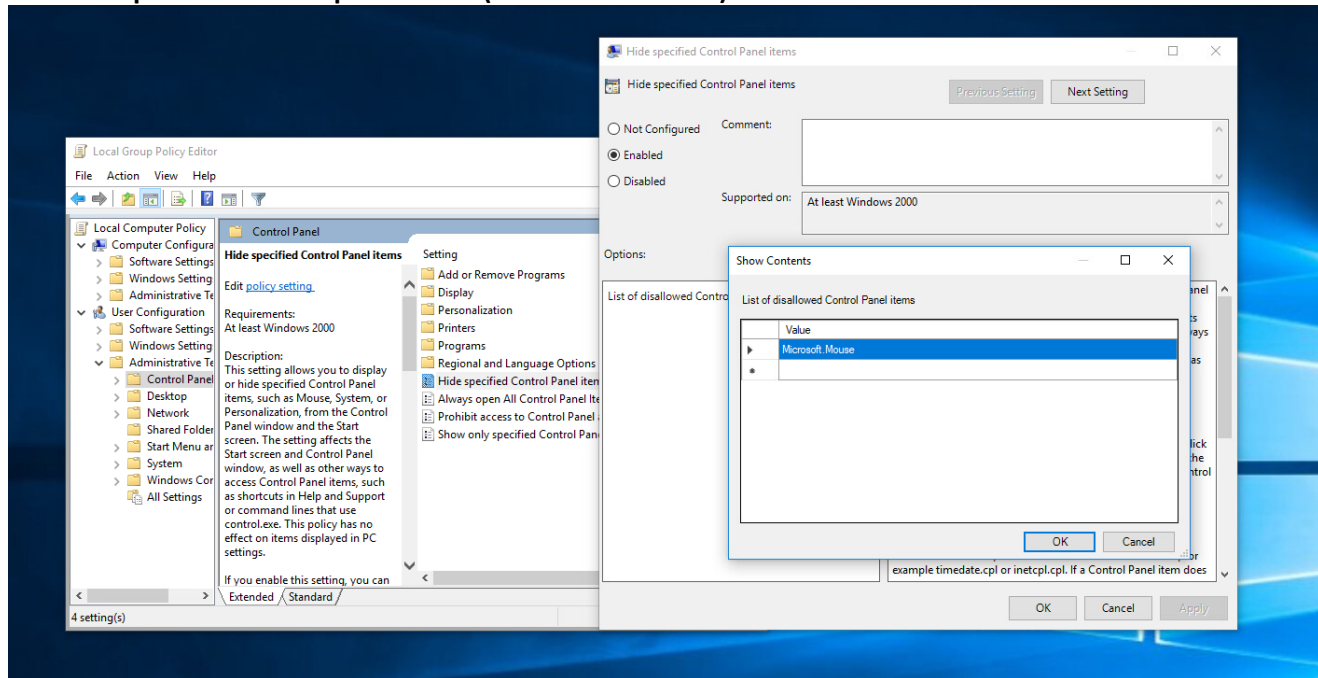 Hide specified Control Panel items
Hide specified Control Panel items
Previous Setting
Next Setting
Not Configured
Comment:
Enabled
Disabled
Supported on:
At least Windows 2000
Options:
List of disallowed Contro
example timedate.cpl or inetcpl.cpl. If a Control Panel item does
OK
Cancel
Apply
Show Contents
List of disallowed Control Panel items
Value
Microsoft.Mouse
OK
Cancel
Local Group Policy Editor
File Action View Help
Local Computer Policy
Computer Configura
Software Settings
Windows Setting
Administrative Te
User Configuration
Software Settings
Windows Setting
Administrative Te
Control Panel
Desktop
Network
Shared Folder
Start Menu ar
System
Windows Cor
All Settings
Control Panel
Hide specified Control Panel items
Edit policy setting
Requirements:
At least Windows 2000
Description:
This setting allows you to display
or hide specified Control Panel
items, such as Mouse, System, or
Personalization, from the Control
Panel window and the Start
screen. The setting affects the
Start screen and Control Panel
window, as well as other ways to
access Control Panel items, such
as shortcuts in Help and Support
or command lines that use
control.exe. This policy has no
effect on items displayed in PC
settings.
If you enable this setting, you can
Setting
Add or Remove Programs
Display
Personalization
Printers
Programs
Regional and Language Options
Hide specified Control Panel iten
Always open All Control Panel Ite
Prohibit access to Control Panel
Show only specified Control Pan
Extended
Standard
4 setting(s)